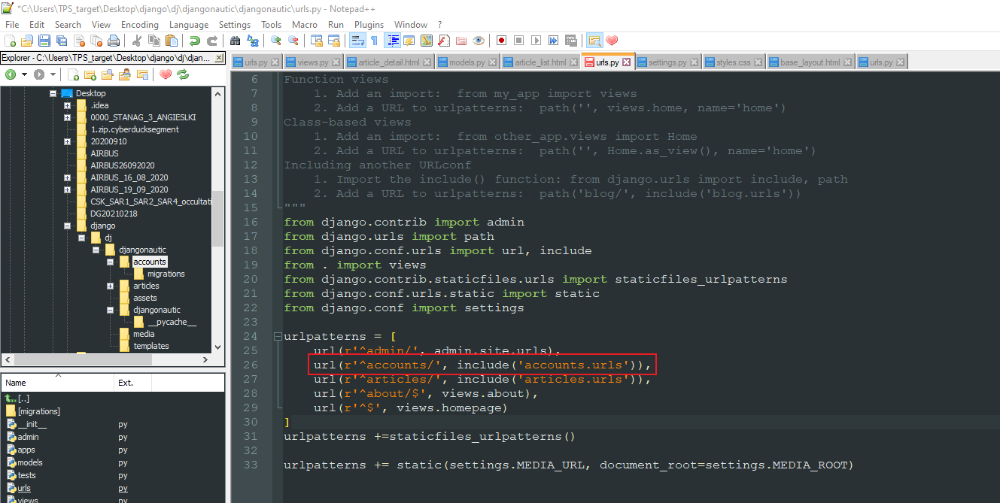 *C:\Users\TPS_target\Desktop\django\dj\djangonautic\djangonautic\urls.py - Notepad++
File Edit Search View Encoding Language Settings Tools Macro Run Plugins Window ?
Explorer - C:\Users\TPS_target\Desktop\django\dj\djan...
urls.py views.py article_detail.html models.py article_list.html urls.py settings.py styles.css base_layout.html urls.py
Desktop
.idea
0000_STANAG_3_ANGIESLKI
1.zip.cyberducksegment
20200910
AIRBUS
AIRBUS26092020
AIRBUS_16_08_2020
AIRBUS_19_09_2020
CSK_SAR1_SAR2_SAR4_occultati
DG20210218
django
dj
djangonautic
accounts
migrations
articles
assets
djangonautic
__pycache__
media
templates
Name Ext.
[..]
[migrations]
__init__ py
admin py
apps py
models py
tests py
urls py
views py
6 Function views
7 1. Add an import:  from my_app import views
8 2. Add a URL to urlpatterns:  path('', views.home, name='home')
9 Class-based views
10 1. Add an import:  from other_app.views import Home
11 2. Add a URL to urlpatterns:  path('', Home.as_view(), name='home')
12 Including another URLconf
13 1. Import the include() function: from django.urls import include, path
14 2. Add a URL to urlpatterns:  path('blog/', include('blog.urls'))
15 """
16 from django.contrib import admin
17 from django.urls import path
18 from django.conf.urls import url, include
19 from . import views
20 from django.contrib.staticfiles.urls import staticfiles_urlpatterns
21 from django.conf.urls.static import static
22 from django.conf import settings
23
24 urlpatterns = [
25 url(r'^admin/', admin.site.urls),
26 url(r'^accounts/', include('accounts.urls')),
27 url(r'^articles/', include('articles.urls')),
28 url(r'^about/$', views.about),
29 url(r'^$', views.homepage)
30 ]
31 urlpatterns +=staticfiles_urlpatterns()
32
33 urlpatterns += static(settings.MEDIA_URL, document_root=settings.MEDIA_ROOT)